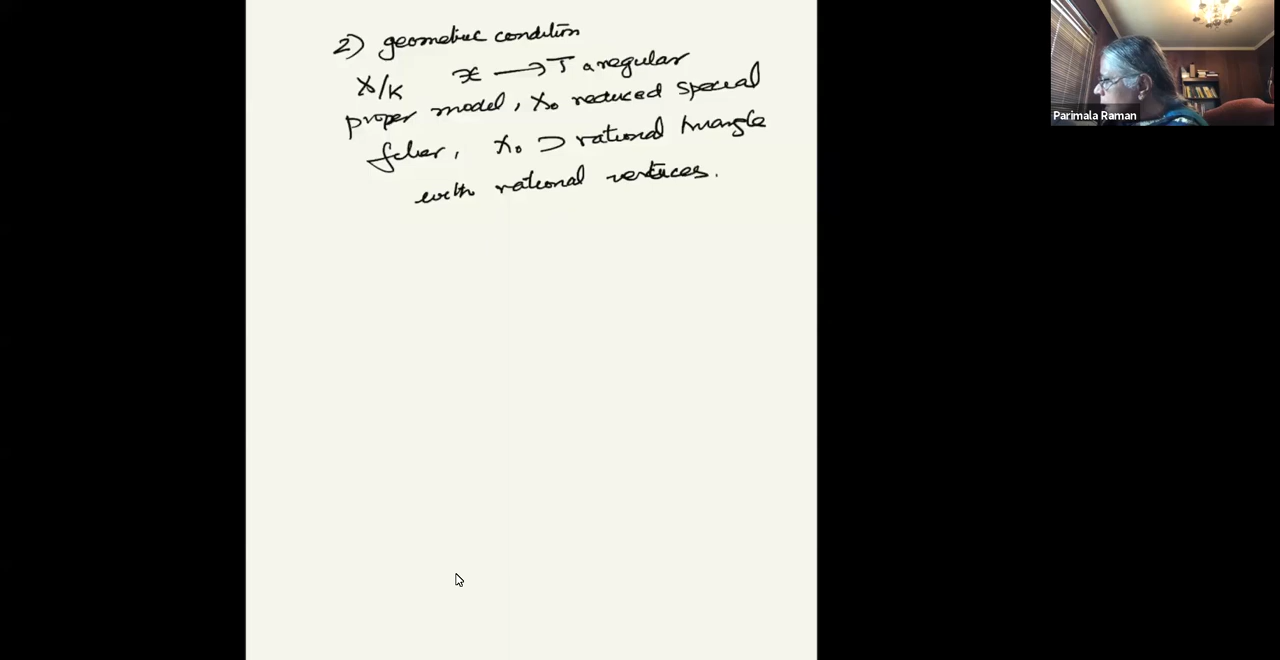 2) geometric condition
X/K 𝒳 ⟶ T a regular
proper model, X₀ reduced special
fiber, X₀ ⊃ rational triangle
with rational vertices.
Parimala Raman